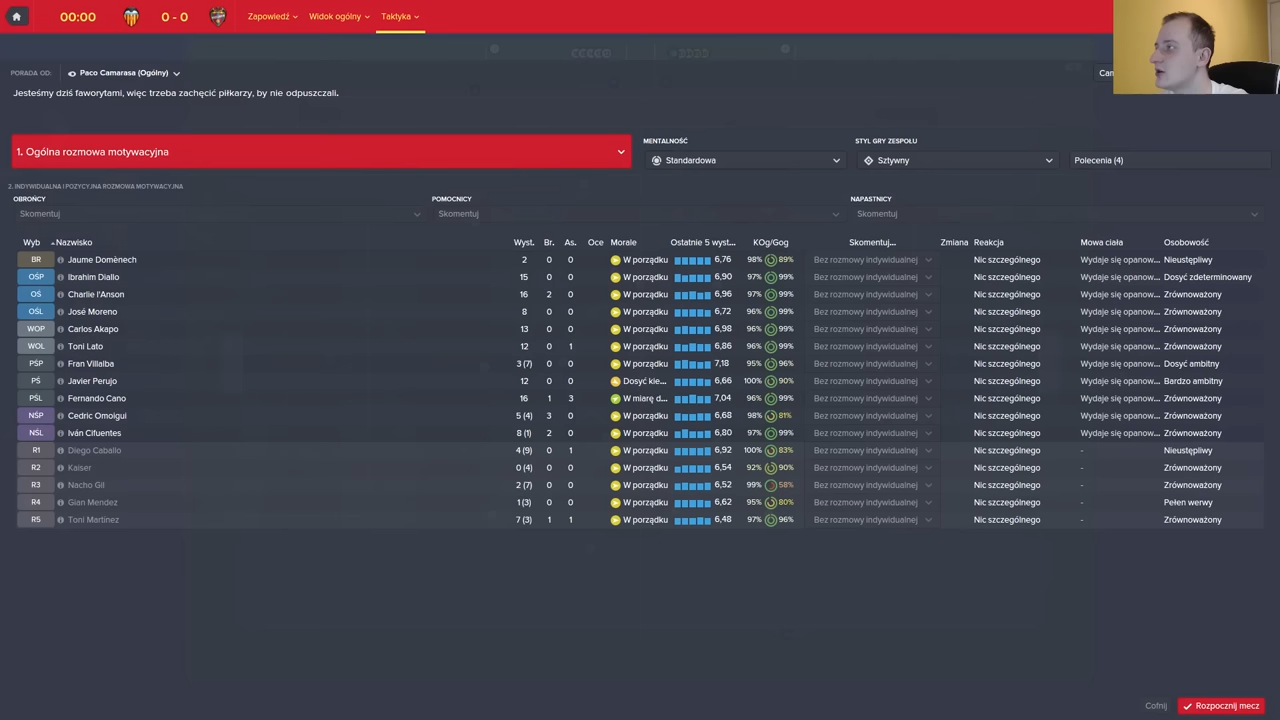 00:00 0 - 0 Zapowiedź Widok ogólny Taktyka
PORADA OD: Paco Camarasa (Ogólny) Cam
Jesteśmy dziś faworytami, więc trzeba zachęcić piłkarzy, by nie odpuszczali.
MENTALNOŚĆ STYL GRY ZESPOŁU
1. Ogólna rozmowa motywacyjna Standardowa Sztywny Polecenia (4)
2. INDYWIDUALNA I POZYCYJNA ROZMOWA MOTYWACYJNA
OBROŃCY POMOCNICY NAPASTNICY
Skomentuj Skomentuj Skomentuj
Wyb Nazwisko Wyst. Br. As. Oce Morale Ostatnie 5 wyst... KOg/Gog Skomentuj... Zmiana Reakcja Mowa ciała Osobowość
BR Jaume Domènech 2 0 0 W porządku 6,76 98% 89% Bez rozmowy indywidualnej Nic szczególnego Wydaje się opanow... Nieustępliwy
OŚP Ibrahim Diallo 15 0 0 W porządku 6,90 97% 99% Bez rozmowy indywidualnej Nic szczególnego Wydaje się opanow... Dosyć zdeterminowany
OŚ Charlie I'Anson 16 2 0 W porządku 6,96 97% 99% Bez rozmowy indywidualnej Nic szczególnego Wydaje się opanow... Zrównoważony
OŚL José Moreno 8 0 0 W porządku 6,72 96% 99% Bez rozmowy indywidualnej Nic szczególnego Wydaje się opanow... Zrównoważony
WOP Carlos Akapo 13 0 0 W porządku 6,98 96% 99% Bez rozmowy indywidualnej Nic szczególnego Wydaje się opanow... Zrównoważony
WOL Toni Lato 12 0 1 W porządku 6,86 96% 99% Bez rozmowy indywidualnej Nic szczególnego Wydaje się opanow... Zrównoważony
PŚP Fran Villalba 3 (7) 0 0 W porządku 7,18 95% 96% Bez rozmowy indywidualnej Nic szczególnego Wydaje się opanow... Dosyć ambitny
PŚ Javier Perujo 12 0 0 Dosyć kie... 6,66 100% 90% Bez rozmowy indywidualnej Nic szczególnego Wydaje się opanow... Bardzo ambitny
PŚL Fernando Cano 16 1 3 W miarę d... 7,04 96% 99% Bez rozmowy indywidualnej Nic szczególnego Wydaje się opanow... Zrównoważony
NŚP Cedric Omoigui 5 (4) 3 0 W porządku 6,68 98% 81% Bez rozmowy indywidualnej Nic szczególnego Wydaje się opanow... Zrównoważony
NŚL Iván Cifuentes 8 (1) 2 0 W porządku 6,80 97% 99% Bez rozmowy indywidualnej Nic szczególnego Wydaje się opanow... Zrównoważony
R1 Diego Caballo 4 (9) 0 1 W porządku 6,92 100% 83% Bez rozmowy indywidualnej Nic szczególnego - Nieustępliwy
R2 Kaiser 0 (4) 0 0 W porządku 6,54 92% 90% Bez rozmowy indywidualnej Nic szczególnego - Zrównoważony
R3 Nacho Gil 2 (7) 0 0 W porządku 6,52 99% 58% Bez rozmowy indywidualnej Nic szczególnego - Zrównoważony
R4 Gian Mendez 1 (3) 0 0 W porządku 6,62 95% 80% Bez rozmowy indywidualnej Nic szczególnego - Pełen werwy
R5 Toni Martínez 7 (3) 1 1 W porządku 6,48 97% 96% Bez rozmowy indywidualnej Nic szczególnego - Zrównoważony
Cofnij Rozpocznij mecz